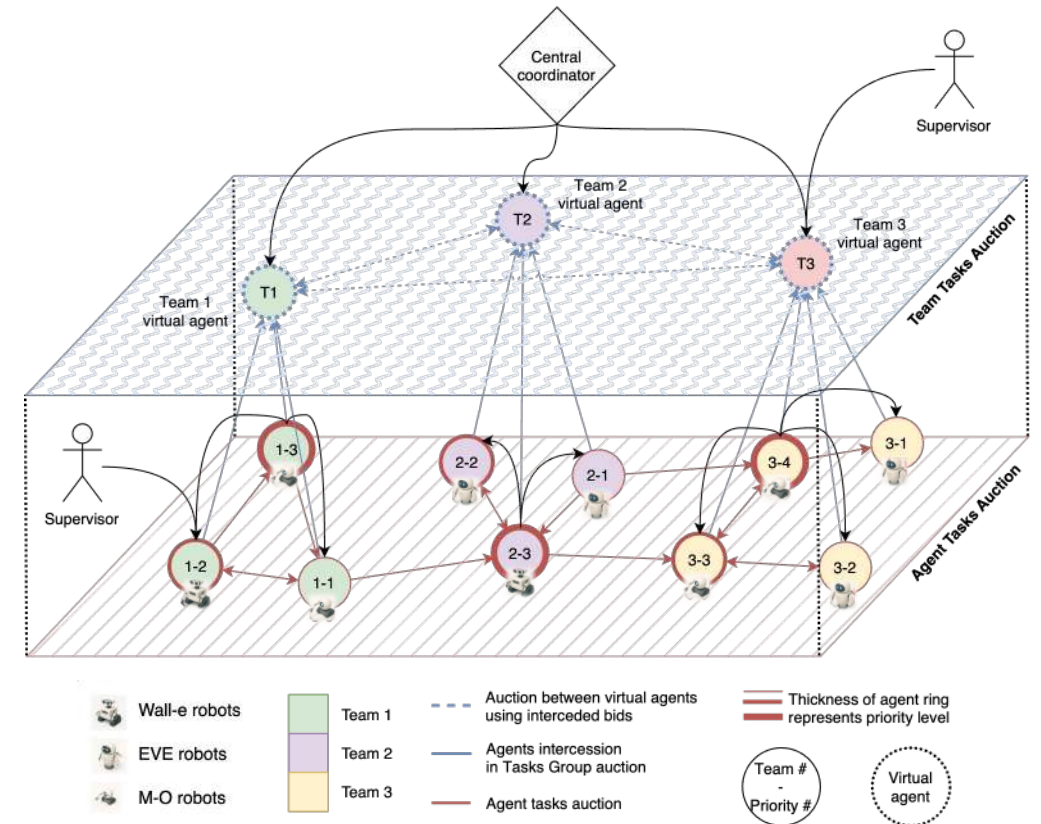 Central
coordinator
Supervisor
Team 2
virtual agent
T2
Team 3
virtual agent
T3
T1
Team 1
virtual agent
Team Tasks Auction
Supervisor
1-3
2-2
2-1
3-4
3-1
1-2
1-1
2-3
3-3
3-2
Agent Tasks Auction
Wall-e robots
EVE robots
M-O robots
Team 1
Team 2
Team 3
Auction between virtual agents
using interceded bids
Agents intercession
in Tasks Group auction
Agent tasks auction
Thickness of agent ring
represents priority level
Team #
-
Priority #
Virtual
agent